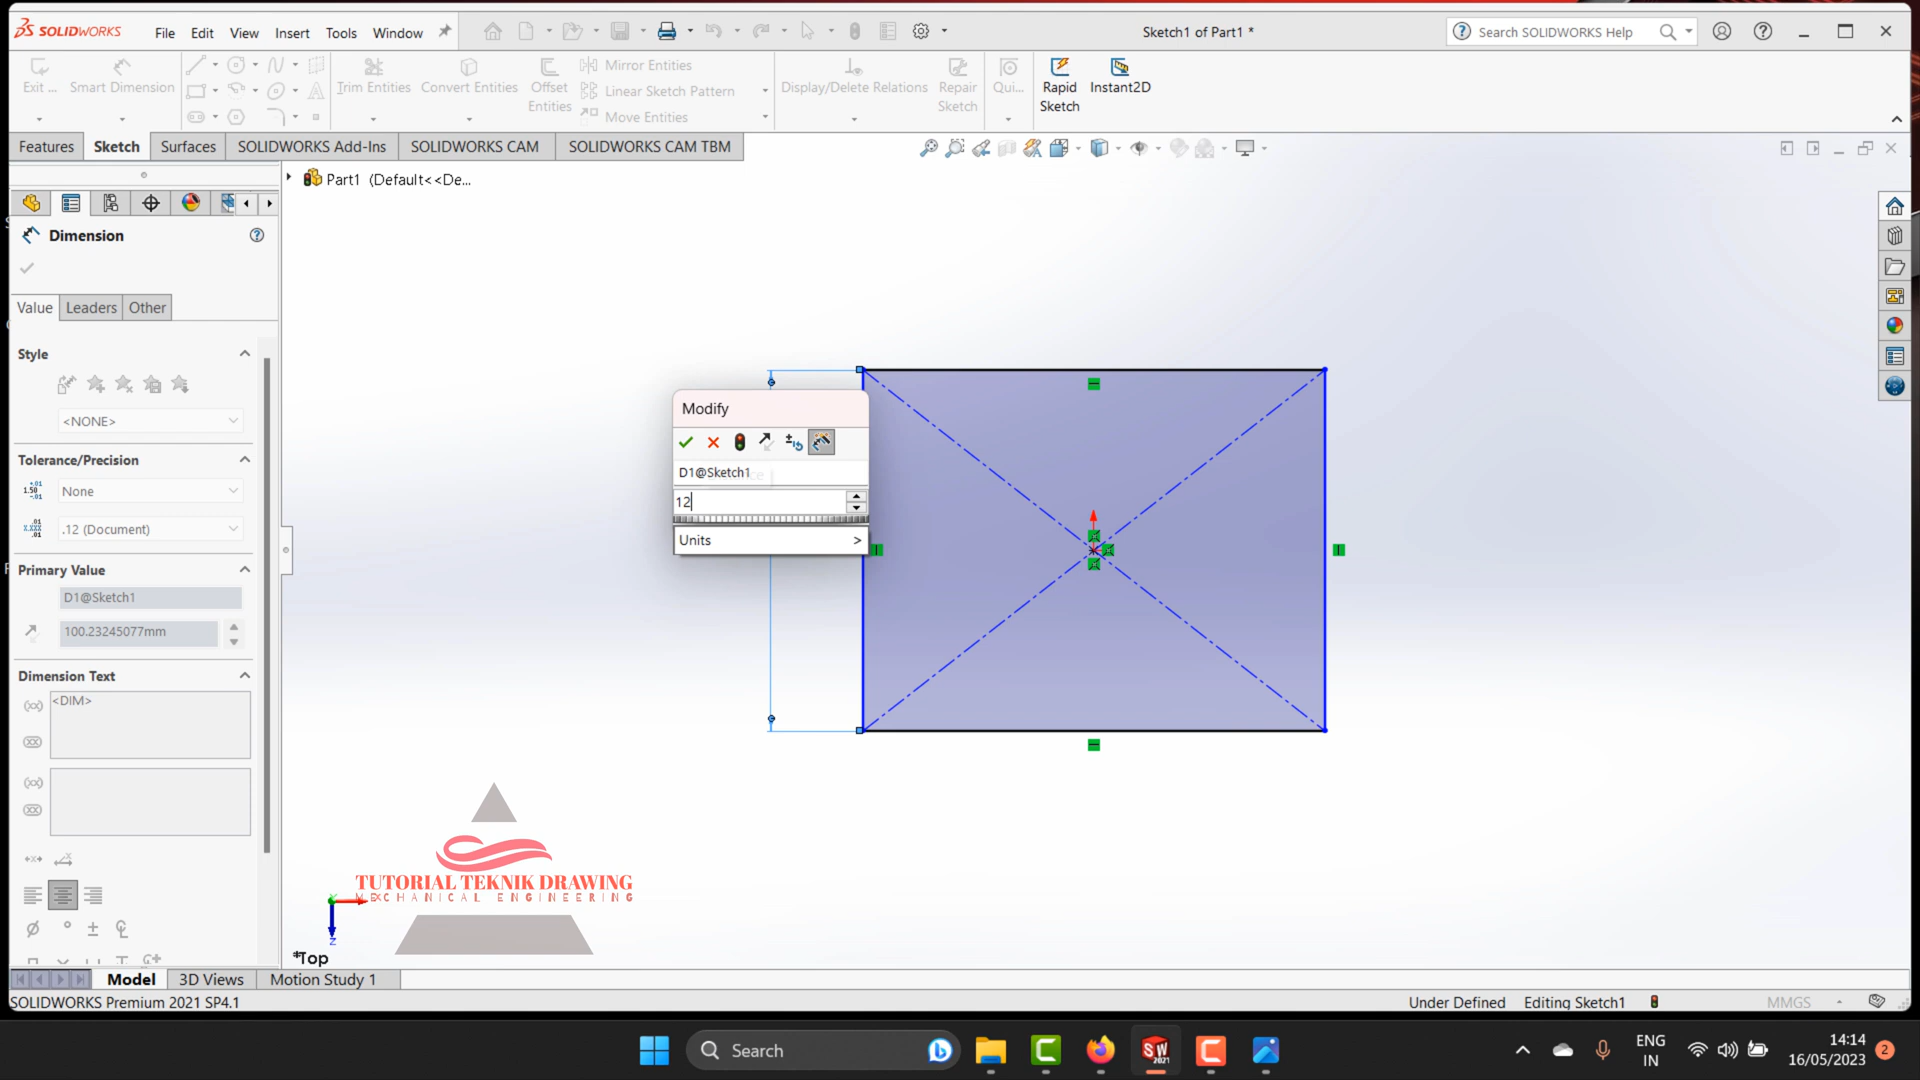 SOLIDWORKS
File Edit View Insert Tools Window
Sketch1 of Part1 *
Search SOLIDWORKS Help
Exit ...
Smart Dimension
Trim Entities
Convert Entities
Offset Entities
Mirror Entities
Linear Sketch Pattern
Move Entities
Display/Delete Relations
Repair Sketch
Qui...
Rapid Sketch
Instant2D
Features Sketch Surfaces SOLIDWORKS Add-Ins SOLIDWORKS CAM SOLIDWORKS CAM TBM
Part1 (Default<<De...
Dimension
Value Leaders Other
Style
<NONE>
Tolerance/Precision
None
.12 (Document)
Primary Value
D1@Sketch1
100.23245077mm
Dimension Text
<DIM>
Modify
D1@Sketch1
12
Units >
TUTORIAL TEKNIK DRAWING
MECHANICAL ENGINEERING
Z
*Top
Model 3D Views Motion Study 1
SOLIDWORKS Premium 2021 SP4.1
Under Defined Editing Sketch1 MMGS
Search
SW 2021
ENG
IN
14:14
16/05/2023
2